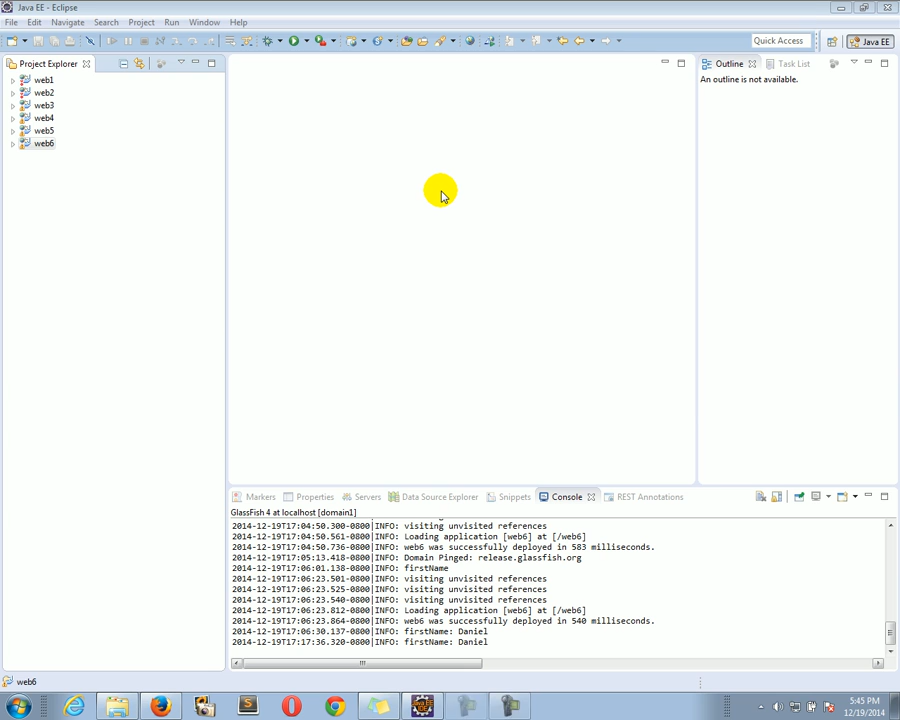 Java EE - Eclipse
File Edit Navigate Search Project Run Window Help
Quick Access
Java EE
Project Explorer
web1
web2
web3
web4
web5
web6
Outline Task List
An outline is not available.
Markers Properties Servers Data Source Explorer Snippets Console REST Annotations
GlassFish 4 at localhost [domain1]
2014-12-19T17:04:50.300-0800|INFO: visiting unvisited references
2014-12-19T17:04:50.561-0800|INFO: Loading application [web6] at [/web6]
2014-12-19T17:04:50.736-0800|INFO: web6 was successfully deployed in 583 milliseconds.
2014-12-19T17:05:13.418-0800|INFO: Domain Pinged: release.glassfish.org
2014-12-19T17:06:01.138-0800|INFO: firstName
2014-12-19T17:06:23.501-0800|INFO: visiting unvisited references
2014-12-19T17:06:23.525-0800|INFO: visiting unvisited references
2014-12-19T17:06:23.540-0800|INFO: visiting unvisited references
2014-12-19T17:06:23.812-0800|INFO: Loading application [web6] at [/web6]
2014-12-19T17:06:23.864-0800|INFO: web6 was successfully deployed in 540 milliseconds.
2014-12-19T17:06:30.137-0800|INFO: firstName: Daniel
2014-12-19T17:17:36.320-0800|INFO: firstName: Daniel
web6
5:45 PM
12/19/2014